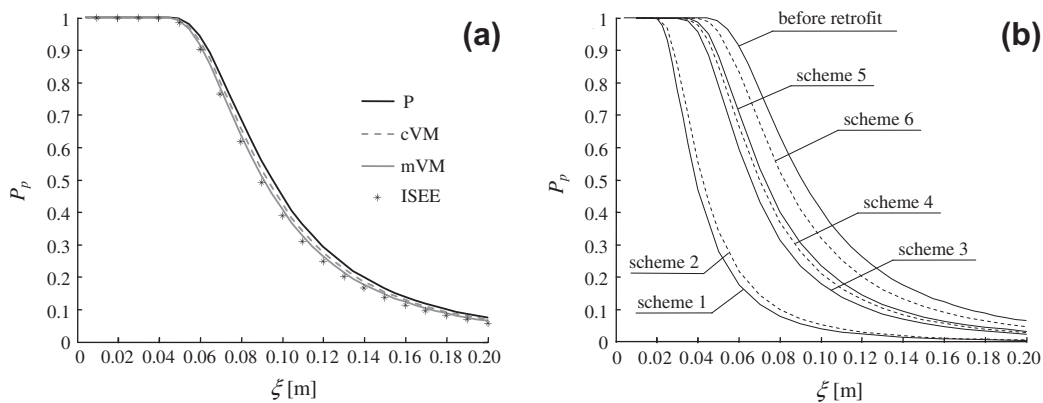 (a)
1
0.9
0.8
0.7
0.6
0.5
0.4
0.3
0.2
0.1
0
P_p
P
cVM
mVM
ISEE
0 0.02 0.04 0.06 0.08 0.10 0.12 0.14 0.16 0.18 0.20
ξ [m]
(b)
1
0.9
0.8
0.7
0.6
0.5
0.4
0.3
0.2
0.1
0
P_p
before retrofit
scheme 5
scheme 6
scheme 4
scheme 3
scheme 2
scheme 1
0 0.02 0.04 0.06 0.08 0.10 0.12 0.14 0.16 0.18 0.20
ξ [m]